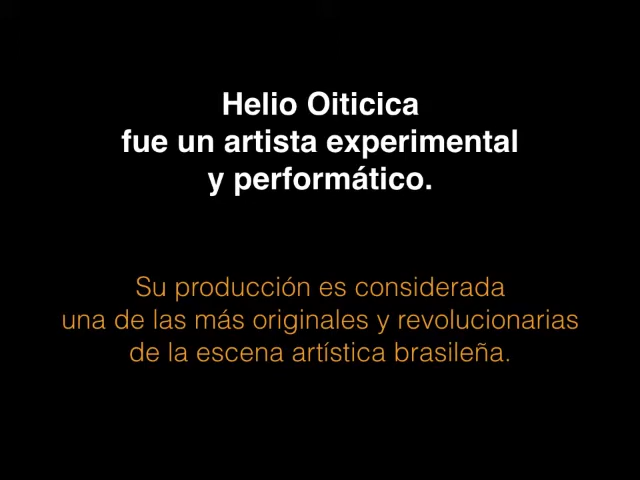 Helio Oiticica
fue un artista experimental
y performático.
Su producción es considerada
una de las más originales y revolucionarias
de la escena artística brasileña.